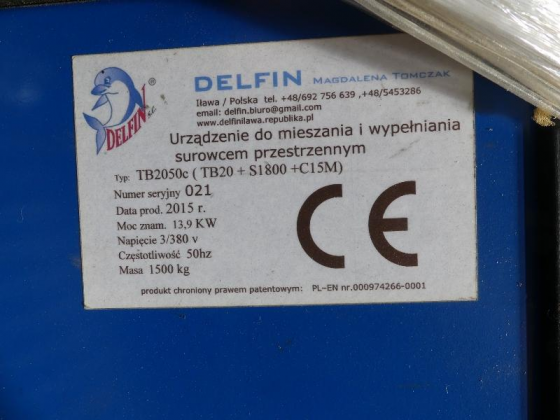 DELFIN s.c.
®
DELFIN MAGDALENA TOMCZAK
Iława / Polska tel. +48/692 756 639 ,+48/5453286
email: delfin.biuro@gmail.com
www.delfinilawa.republika.pl
Urządzenie do mieszania i wypełniania
surowcem przestrzennym
Typ: TB2050c ( TB20 + S1800 +C15M)
Numer seryjny 021
Data prod. 2015 r.
Moc znam. 13,9 KW
Napięcie 3/380 v
Częstotliwość 50hz
Masa 1500 kg
CE
produkt chroniony prawem patentowym: PL-EN nr.000974266-0001